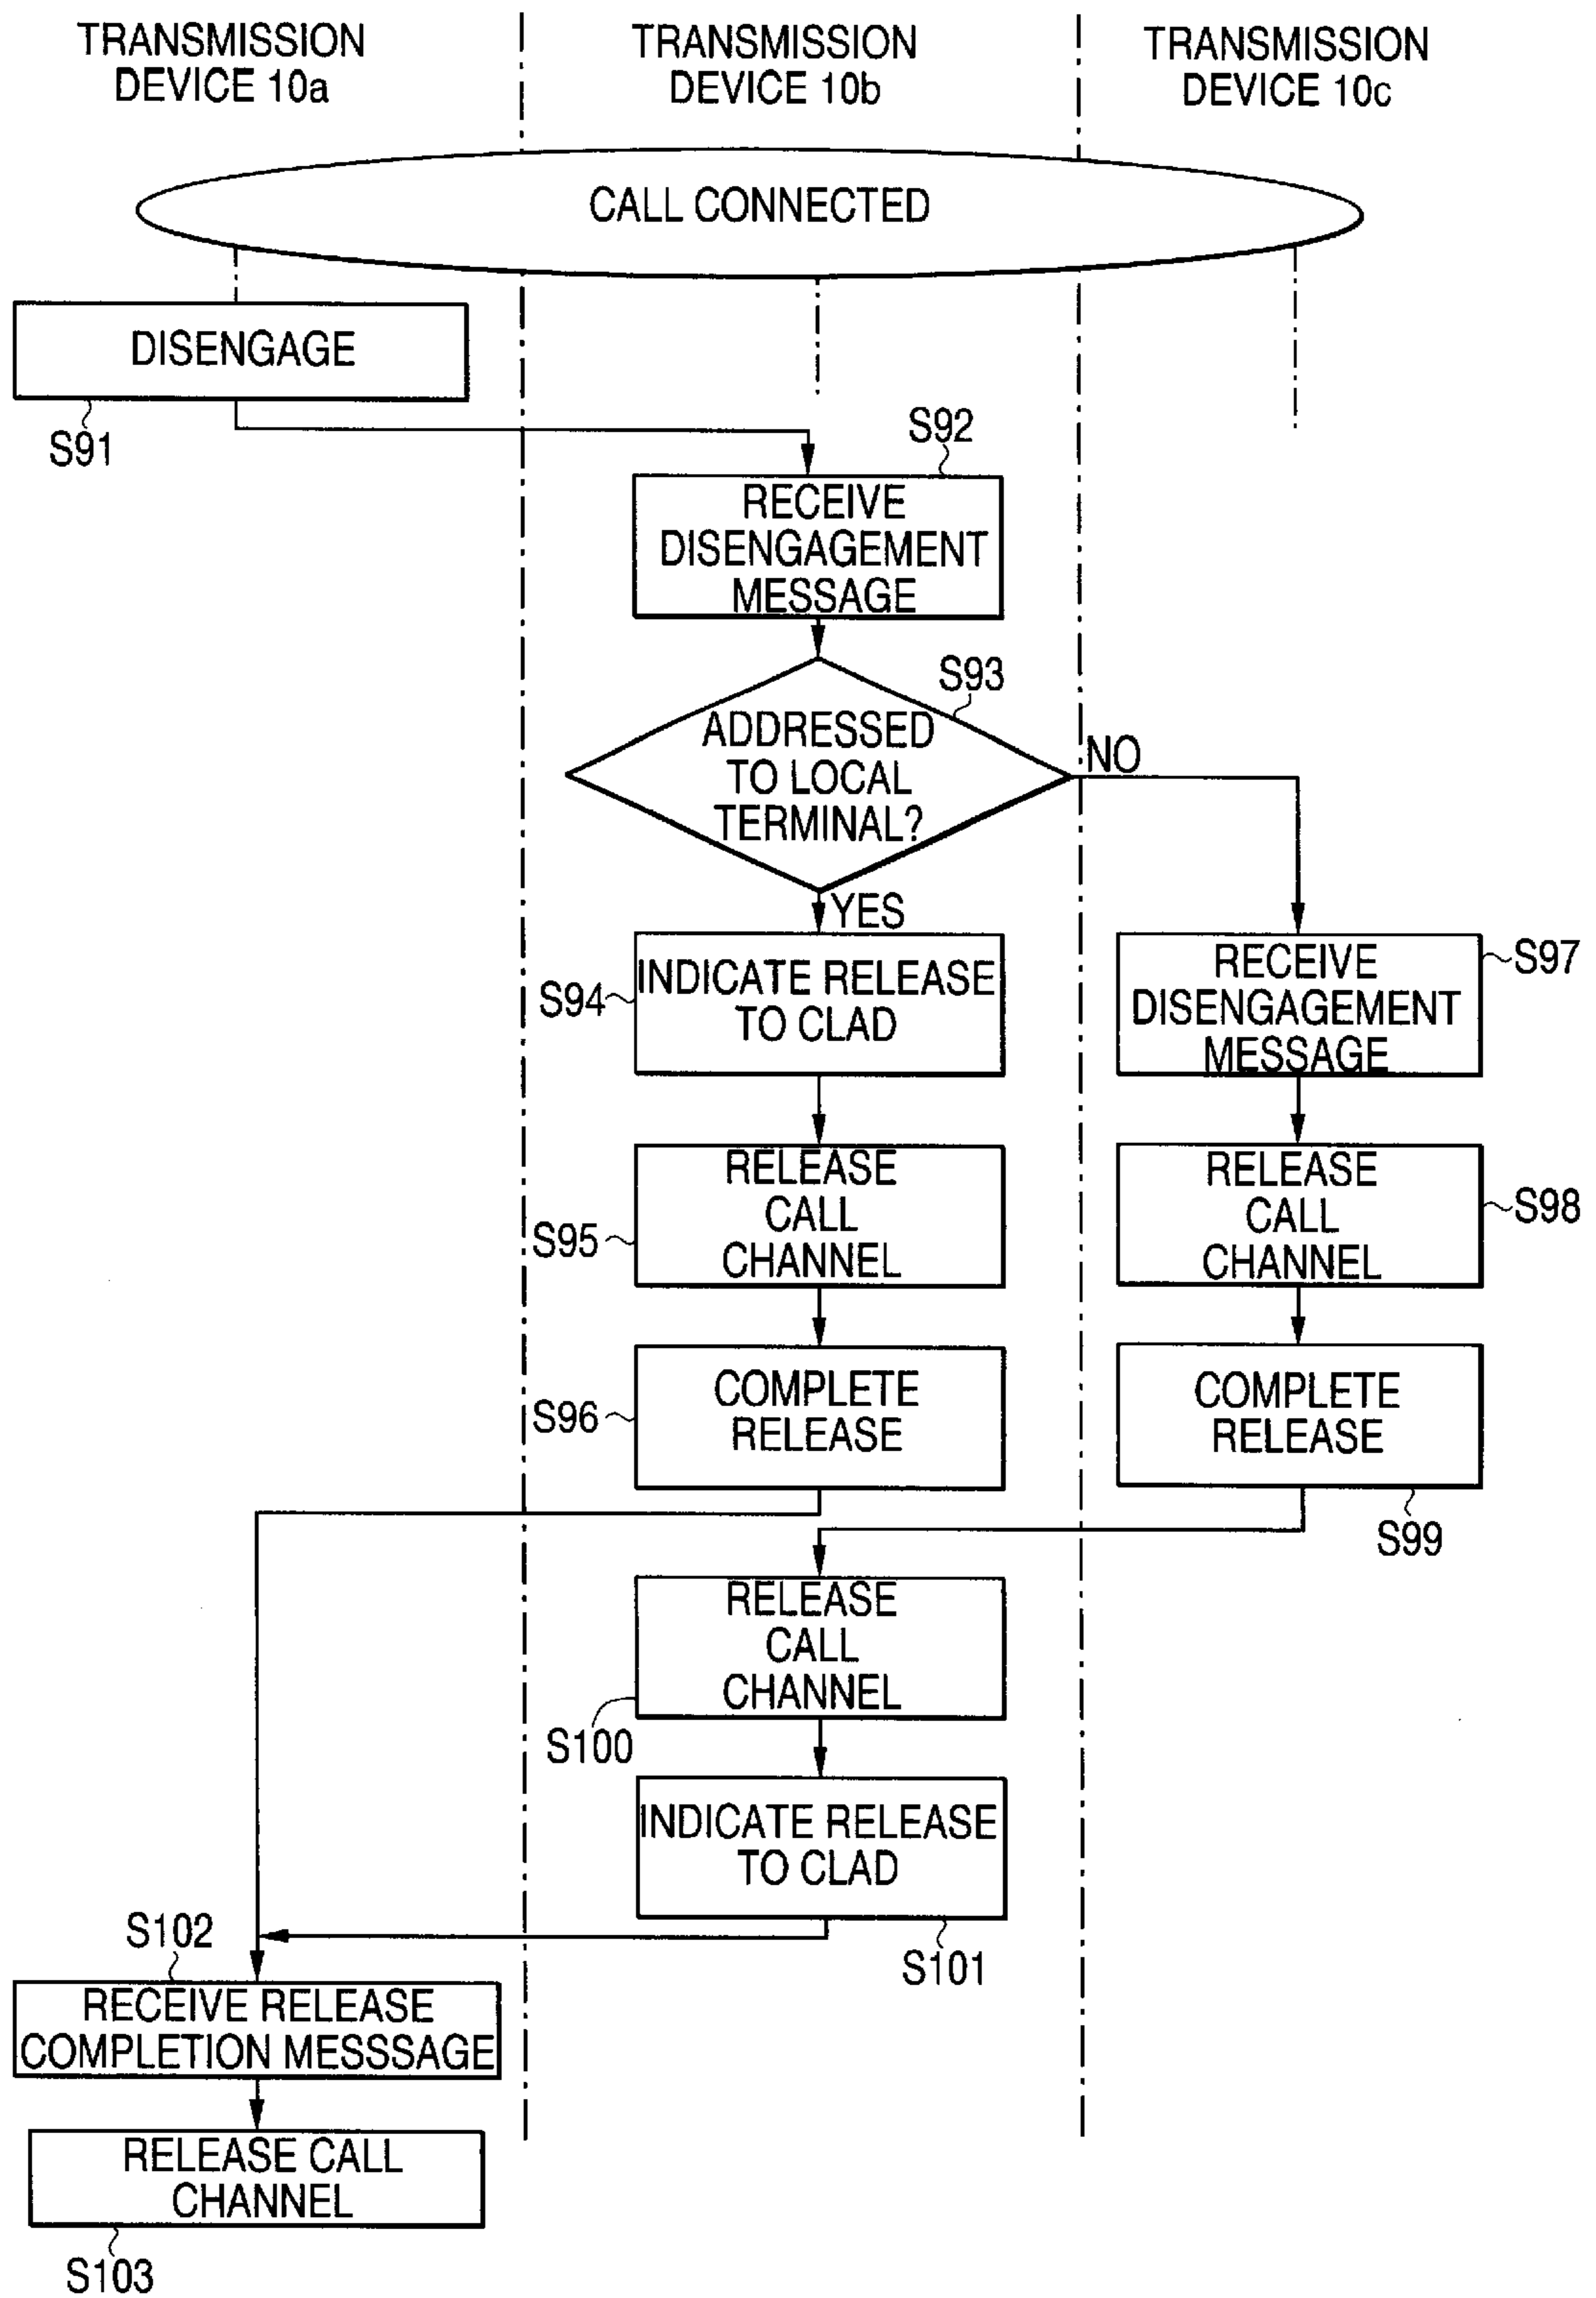 TRANSMISSION
DEVICE 10a
TRANSMISSION
DEVICE 10b
TRANSMISSION
DEVICE 10c
CALL CONNECTED
DISENGAGE
S91
S92
RECEIVE
DISENGAGEMENT
MESSAGE
S93
ADDRESSED
TO LOCAL
TERMINAL?
NO
YES
S94
INDICATE RELEASE
TO CLAD
S97
RECEIVE
DISENGAGEMENT
MESSAGE
S95
RELEASE
CALL
CHANNEL
S98
RELEASE
CALL
CHANNEL
S96
COMPLETE
RELEASE
COMPLETE
RELEASE
S99
RELEASE
CALL
CHANNEL
S100
INDICATE RELEASE
TO CLAD
S101
S102
RECEIVE RELEASE
COMPLETION MESSSAGE
RELEASE CALL
CHANNEL
S103